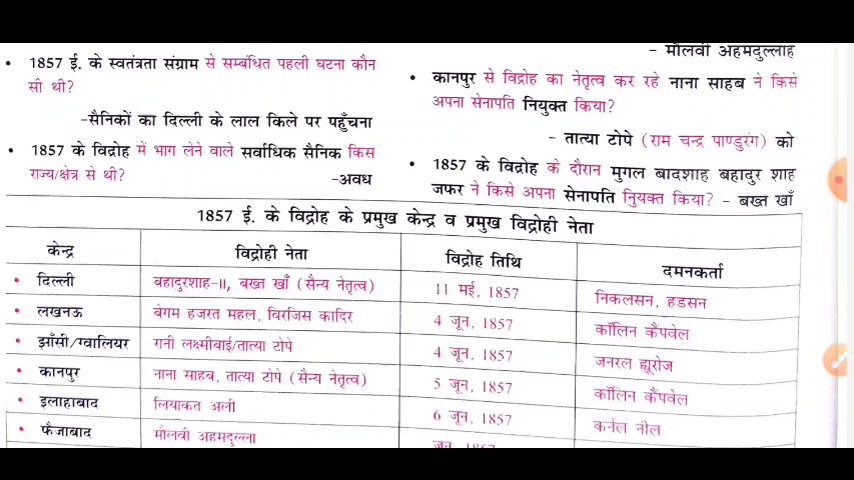 • 1857 ई. के स्वतंत्रता संग्राम से सम्बंधित पहली घटना कौन
सी थी?
-सैनिकों का दिल्ली के लाल किले पर पहुँचना
• 1857 के विद्रोह में भाग लेने वाले सर्वाधिक सैनिक किस
राज्य/क्षेत्र से थी? -अवध
- मौलवी अहमदुल्लाह
• कानपुर से विद्रोह का नेतृत्व कर रहे नाना साहब ने किसे
अपना सेनापति नियुक्त किया?
- तात्या टोपे (राम चन्द्र पाण्डुरंग) को
• 1857 के विद्रोह के दौरान मुगल बादशाह बहादुर शाह
जफर ने किसे अपना सेनापति नियुक्त किया? - बख्त खाँ
1857 ई. के विद्रोह के प्रमुख केन्द्र व प्रमुख विद्रोही नेता
केन्द्र विद्रोही नेता विद्रोह तिथि दमनकर्ता
• दिल्ली बहादुरशाह-II, बख्त खाँ (सैन्य नेतृत्व) 11 मई, 1857 निकलसन, हडसन
• लखनऊ बेगम हजरत महल, विरजिस कादिर 4 जून, 1857 कॉलिन कैंपवेल
• झाँसी/ग्वालियर रानी लक्ष्मीबाई/तात्या टोपे 4 जून, 1857 जनरल ह्यूरोज
• कानपुर नाना साहब, तात्या टोपे (सैन्य नेतृत्व) 5 जून, 1857 कॉलिन कैंपवेल
• इलाहाबाद लियाकत अली 6 जून, 1857 कर्नल नील
• फैजाबाद मौलवी अहमदुल्ला जून, 1857